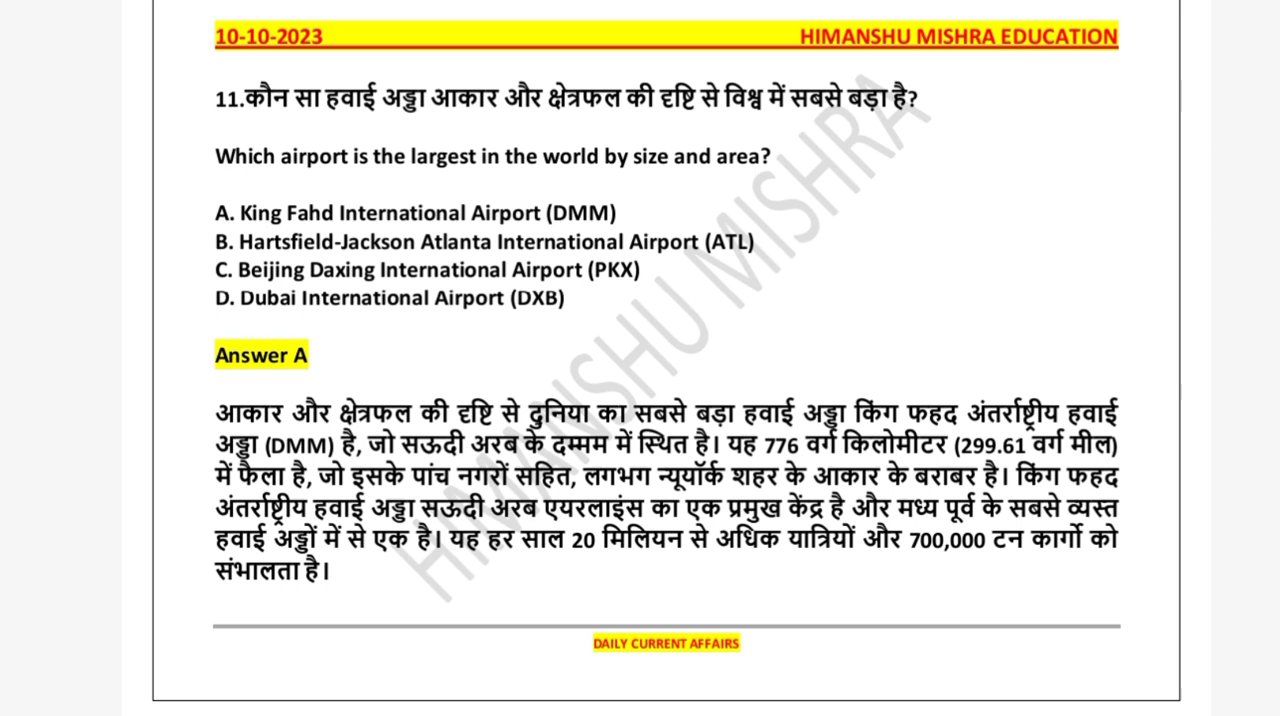 10-10-2023 HIMANSHU MISHRA EDUCATION
11.कौन सा हवाई अड्डा आकार और क्षेत्रफल की दृष्टि से विश्व में सबसे बड़ा है?
Which airport is the largest in the world by size and area?
A. King Fahd International Airport (DMM)
B. Hartsfield-Jackson Atlanta International Airport (ATL)
C. Beijing Daxing International Airport (PKX)
D. Dubai International Airport (DXB)
Answer A
आकार और क्षेत्रफल की दृष्टि से दुनिया का सबसे बड़ा हवाई अड्डा किंग फहद अंतर्राष्ट्रीय हवाई
अड्डा (DMM) है, जो सऊदी अरब के दम्मम में स्थित है। यह 776 वर्ग किलोमीटर (299.61 वर्ग मील)
में फैला है, जो इसके पांच नगरों सहित, लगभग न्यूयॉर्क शहर के आकार के बराबर है। किंग फहद
अंतर्राष्ट्रीय हवाई अड्डा सऊदी अरब एयरलाइंस का एक प्रमुख केंद्र है और मध्य पूर्व के सबसे व्यस्त
हवाई अड्डों में से एक है। यह हर साल 20 मिलियन से अधिक यात्रियों और 700,000 टन कार्गो को
संभालता है।
HIMANSHU MISHRA
DAILY CURRENT AFFAIRS